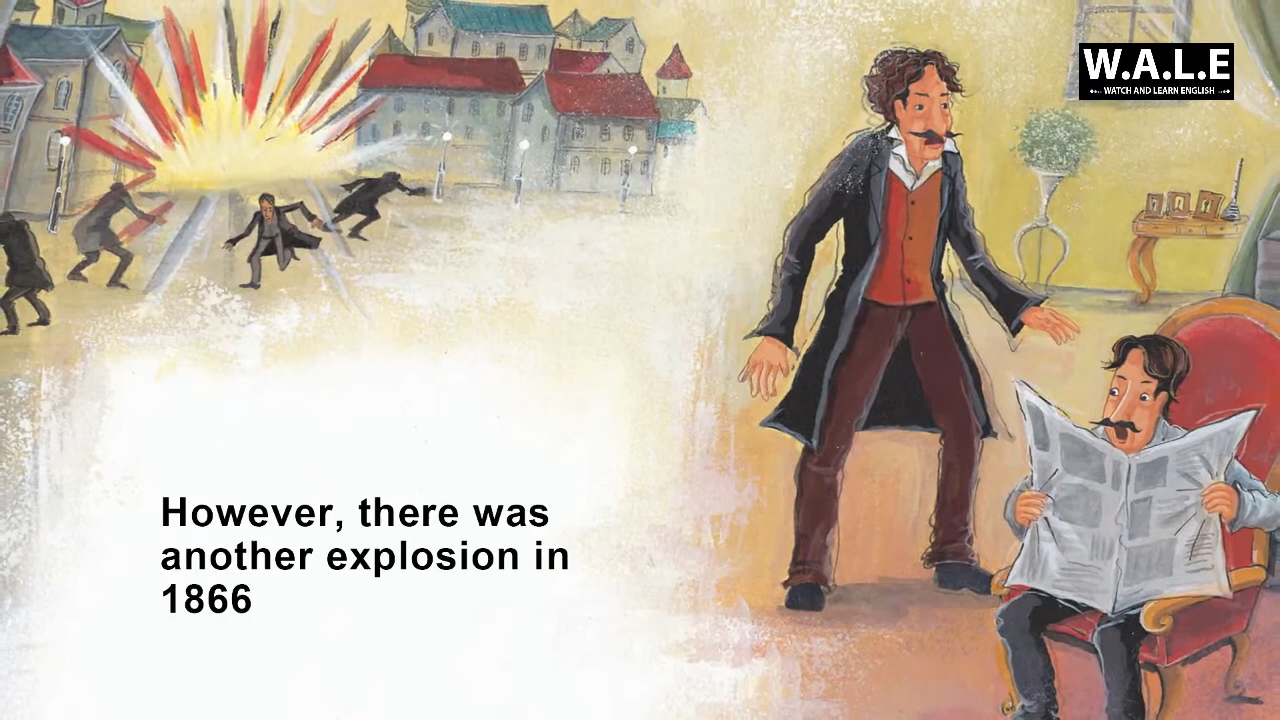 W.A.L.E
WATCH AND LEARN ENGLISH
However, there was
another explosion in
1866